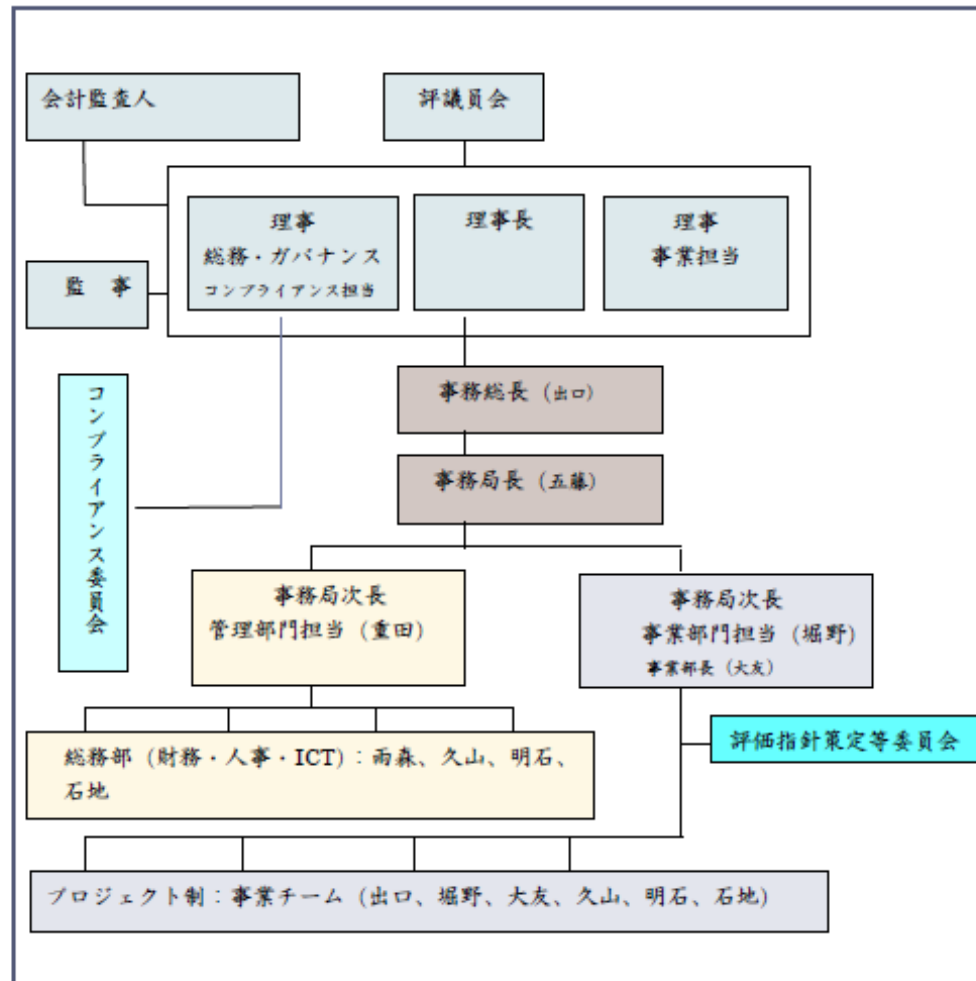 会計監査人
評議員会
理事
総務・ガバナンス
コンプライアンス担当
理事長
理事
事業担当
監　事
コンプライアンス委員会
事務総長（出口）
事務局長（五藤）
事務局次長
管理部門担当（重田）
事務局次長
事業部門担当（堀野）
事業部長（大友）
総務部（財務・人事・ICT）：雨森、久山、明石、
石地
評価指針策定等委員会
プロジェクト制：事業チーム（出口、堀野、大友、久山、明石、石地）